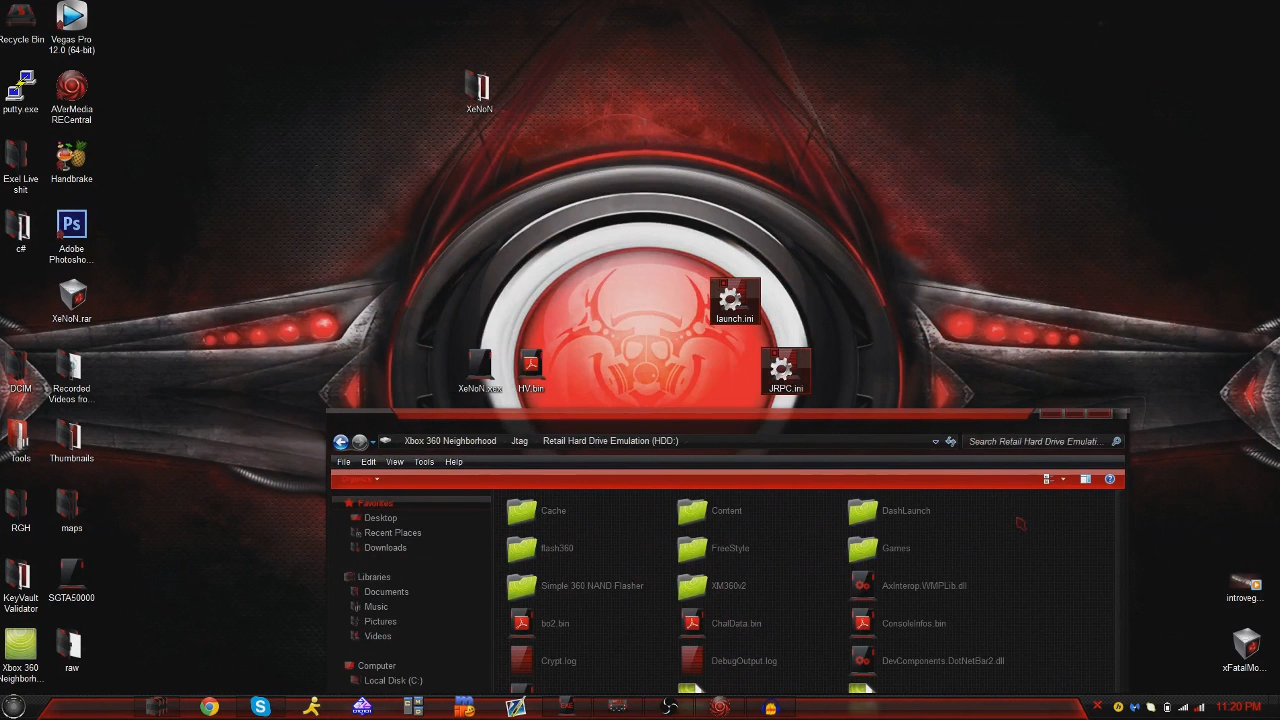 Recycle Bin
Vegas Pro
12.0 (64-bit)
putty.exe
AVerMedia
RECentral
Exel Live
shit
Handbrake
c#
Ps
Adobe
Photosho...
XeNoN.rar
DCIM
Recorded
Videos fro...
Tools
Thumbnails
RGH
maps
KeyVault
Validator
SGTA50000
Xbox 360
Neighborh...
raw
XeNoN
launch.ini
XeNoN.xex
HV.bin
JRPC.ini
introveg...
xFatalMo...
Xbox 360 Neighborhood
Jtag
Retail Hard Drive Emulation (HDD:)
Search Retail Hard Drive Emulati...
File Edit View Tools Help
Organize
Favorites
Desktop
Recent Places
Downloads
Libraries
Documents
Music
Pictures
Videos
Computer
Local Disk (C:)
Cache
Content
DashLaunch
flash360
FreeStyle
Games
Simple 360 NAND Flasher
XM360v2
AxInterop.WMPLib.dll
bo2.bin
ChalData.bin
ConsoleInfos.bin
Crypt.log
DebugOutput.log
DevComponents.DotNetBar2.dll
11:20 PM